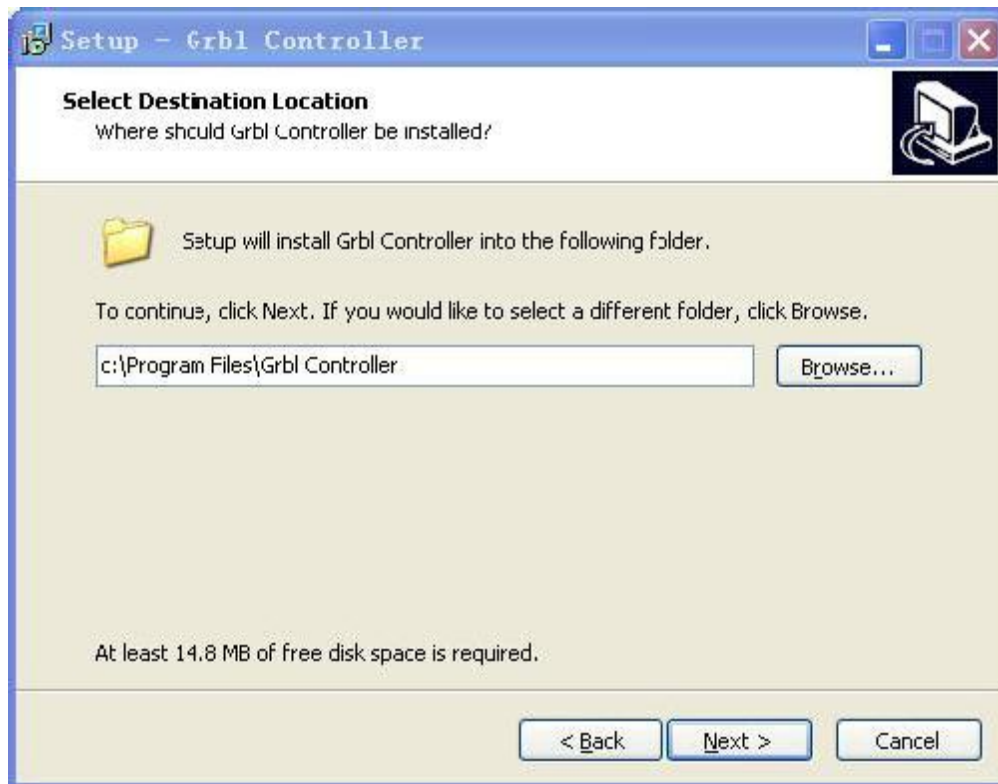 Setup - Grbl Controller
Select Destination Location
Where should Grbl Controller be installed?
Setup will install Grbl Controller into the following folder.
To continue, click Next. If you would like to select a different folder, click Browse.
c:\Program Files\Grbl Controller
Browse...
At least 14.8 MB of free disk space is required.
< Back
Next >
Cancel